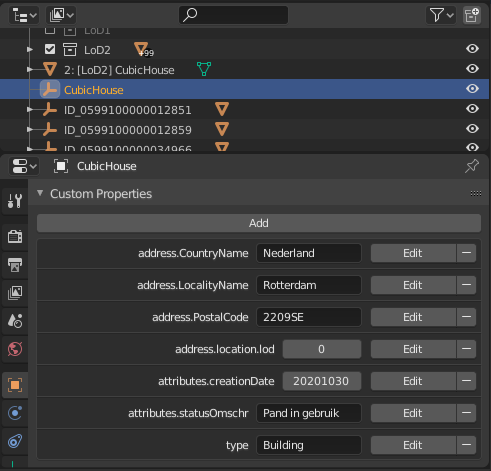 LoD1
LoD2
+99
2: [LoD2] CubicHouse
CubicHouse
ID_0599100000012851
ID_0599100000012859
ID_0599100000034966
CubicHouse
Custom Properties
Add
address.CountryName Nederland Edit
address.LocalityName Rotterdam Edit
address.PostalCode 2209SE Edit
address.location.lod 0 Edit
attributes.creationDate 20201030 Edit
attributes.statusOmschr Pand in gebruik Edit
type Building Edit